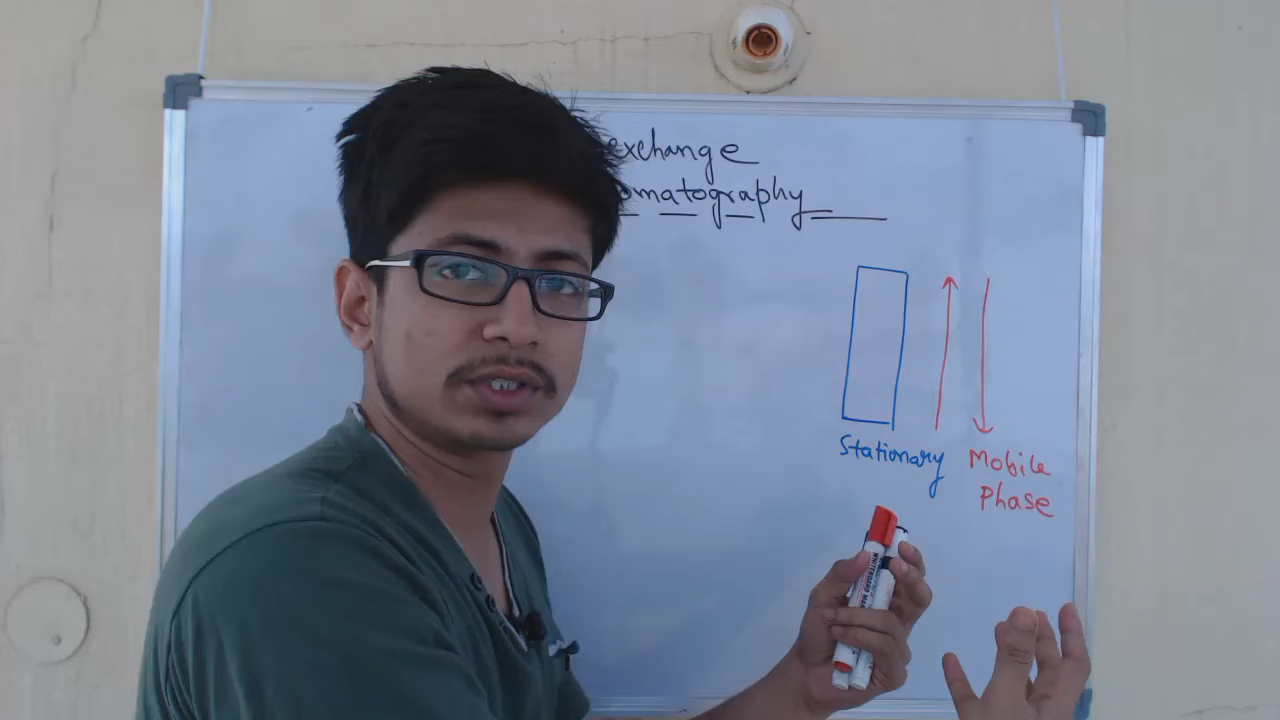 exchange
omatography
Stationary
Mobile
Phase